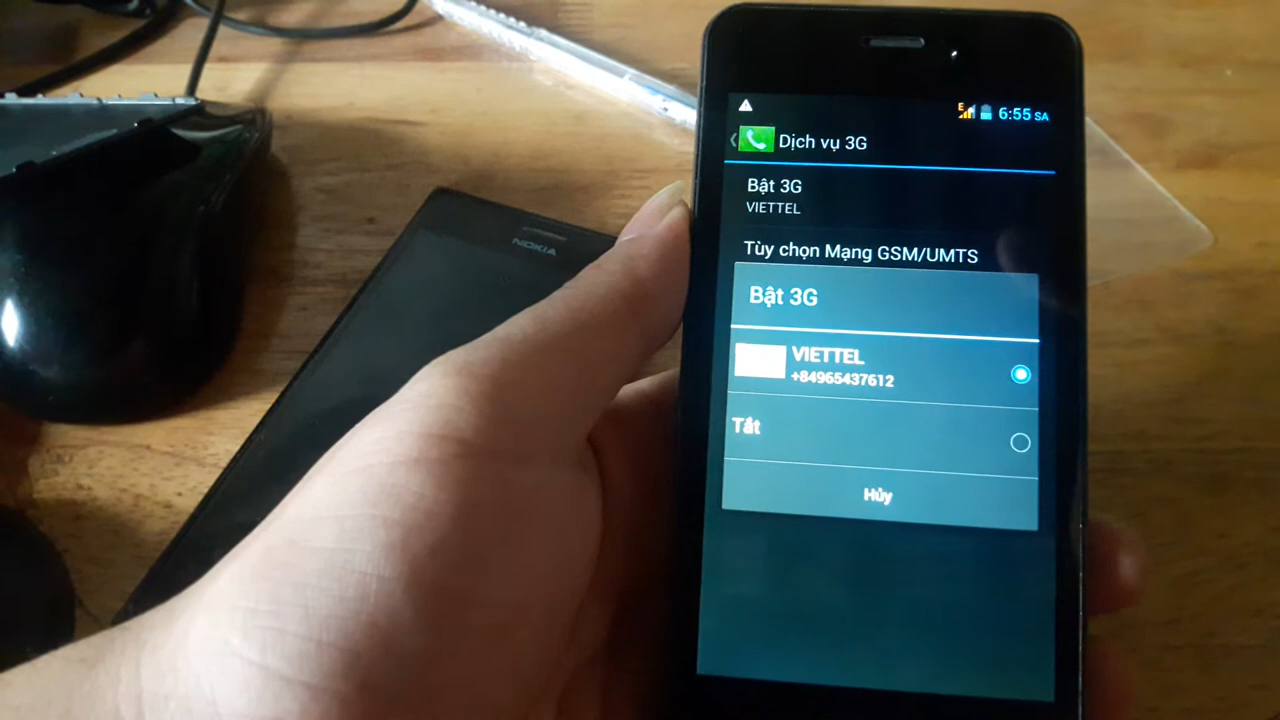 NOKIA
E
6:55 SA
Dịch vụ 3G
Bật 3G
VIETTEL
Tùy chọn Mạng GSM/UMTS
Bật 3G
VIETTEL
+84965437612
Tắt
Hủy